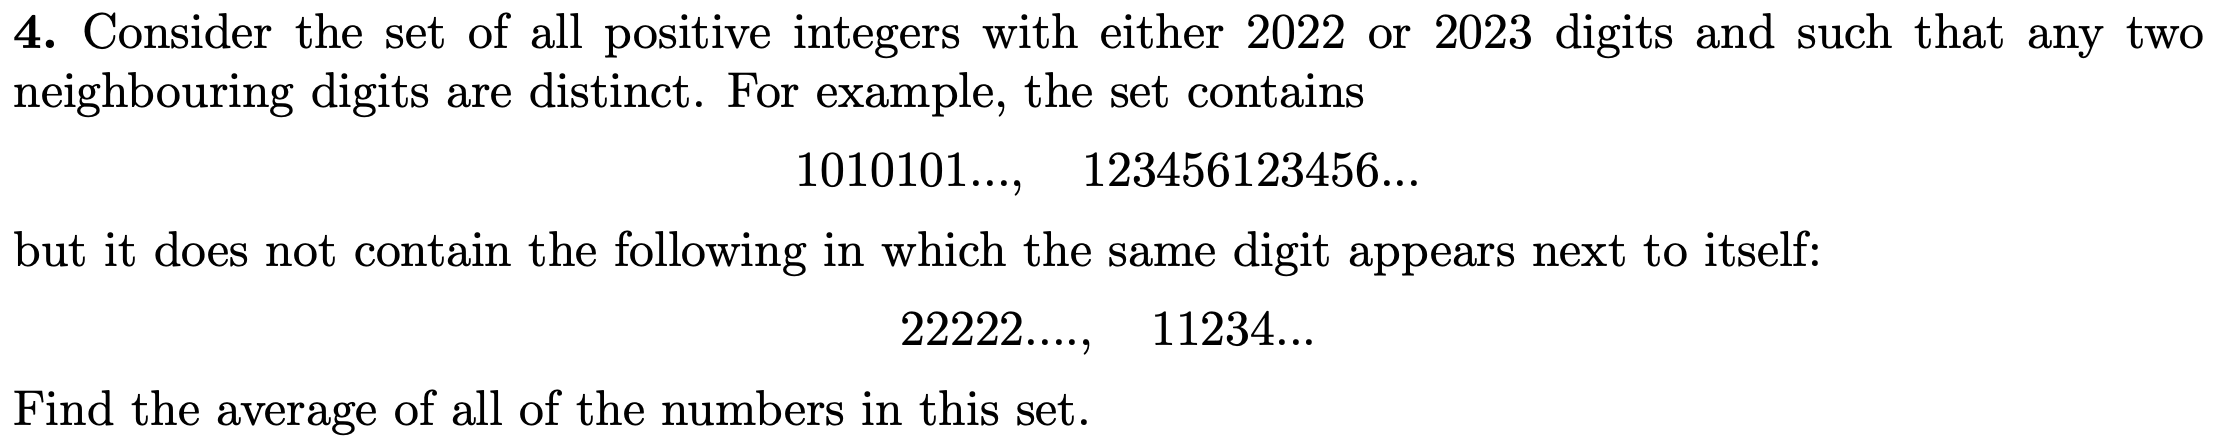 4. Consider the set of all positive integers with either 2022 or 2023 digits and such that any two
neighbouring digits are distinct. For example, the set contains
1010101..., 123456123456...
but it does not contain the following in which the same digit appears next to itself:
22222...., 11234...
Find the average of all of the numbers in this set.